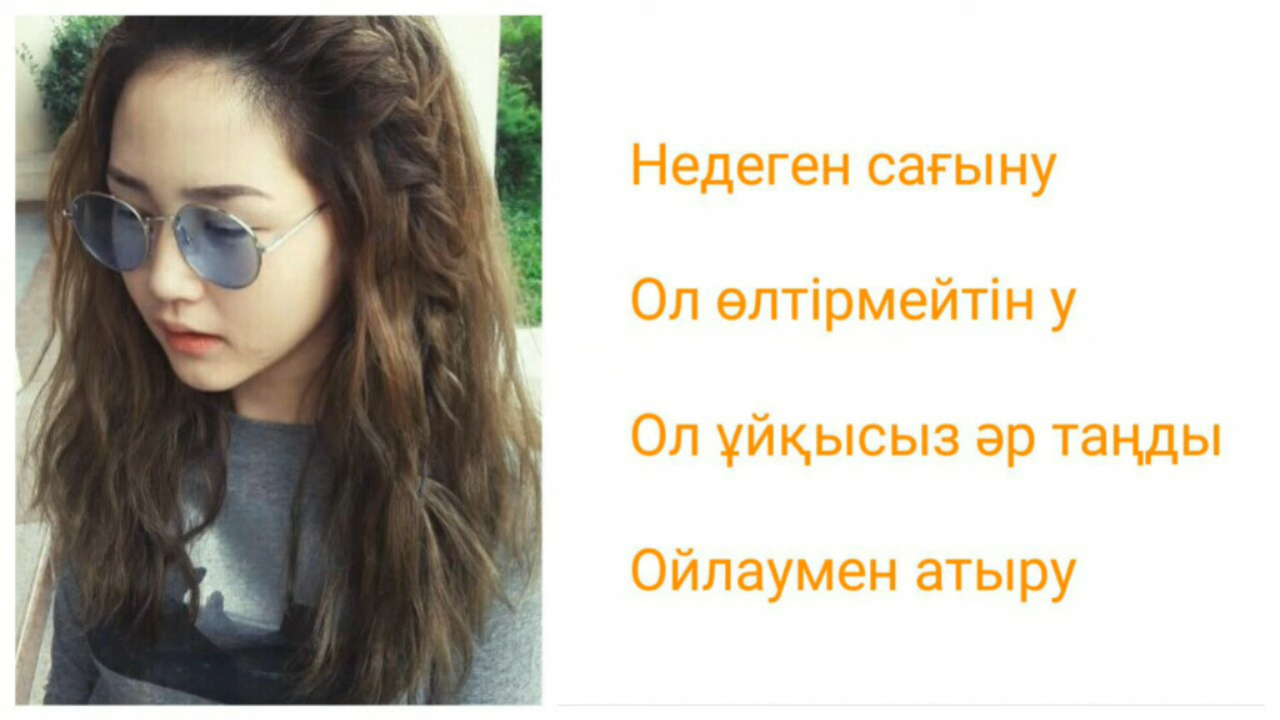 Недеген сағыну
Ол өлтірмейтін у
Ол ұйқысыз әр таңды
Ойлаумен атыру